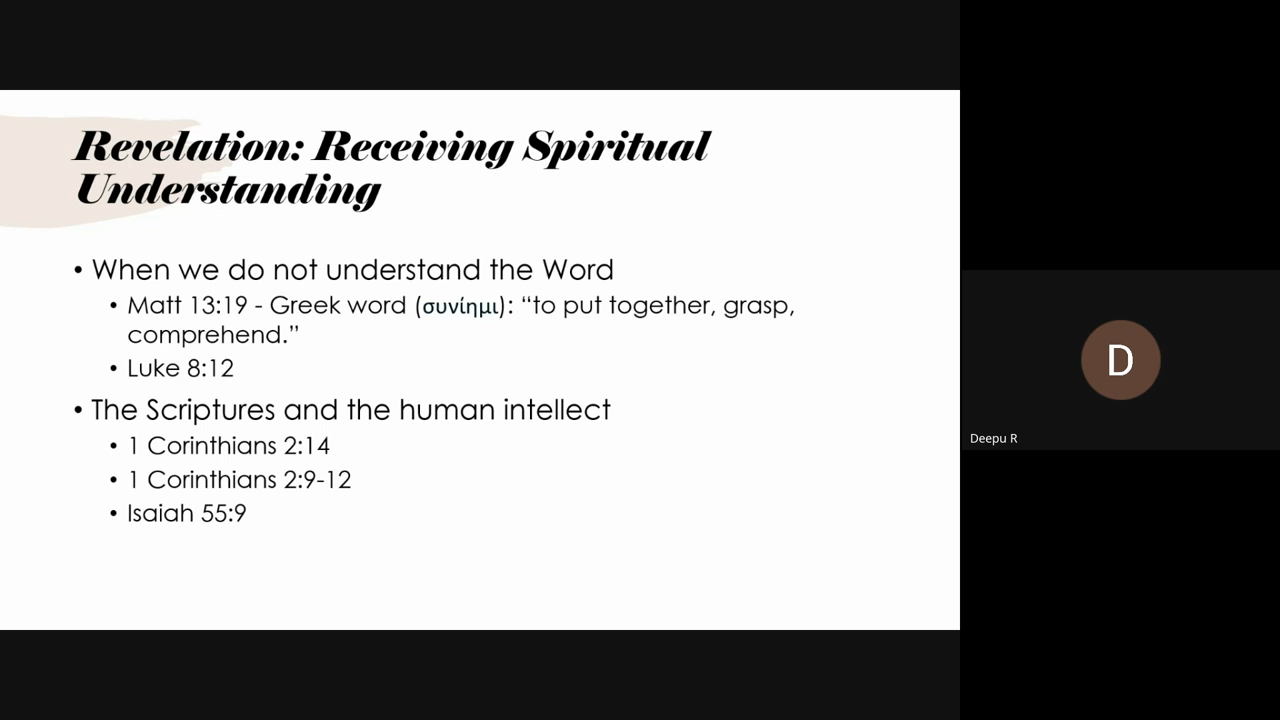 Revelation: Receiving Spiritual
Understanding
• When we do not understand the Word
• Matt 13:19 - Greek word (συνίημι): “to put together, grasp,
comprehend.”
• Luke 8:12
• The Scriptures and the human intellect
• 1 Corinthians 2:14
• 1 Corinthians 2:9-12
• Isaiah 55:9
D
Deepu R